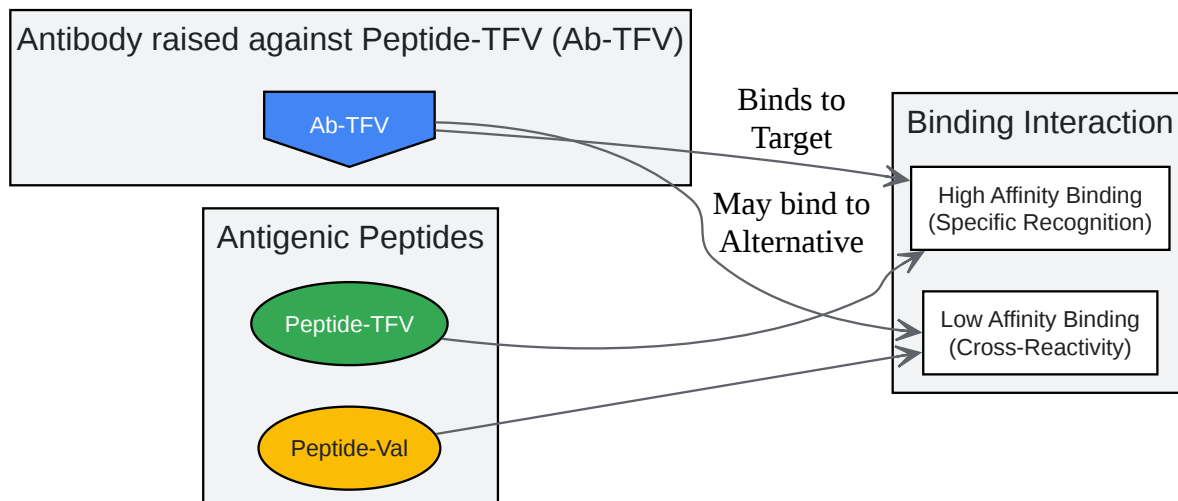 Antibody raised against Peptide-TFV (Ab-TFV)
Ab-TFV
Binds to
Target
May bind to
Alternative
Antigenic Peptides
Peptide-TFV
Peptide-Val
Binding Interaction
High Affinity Binding
(Specific Recognition)
Low Affinity Binding
(Cross-Reactivity)